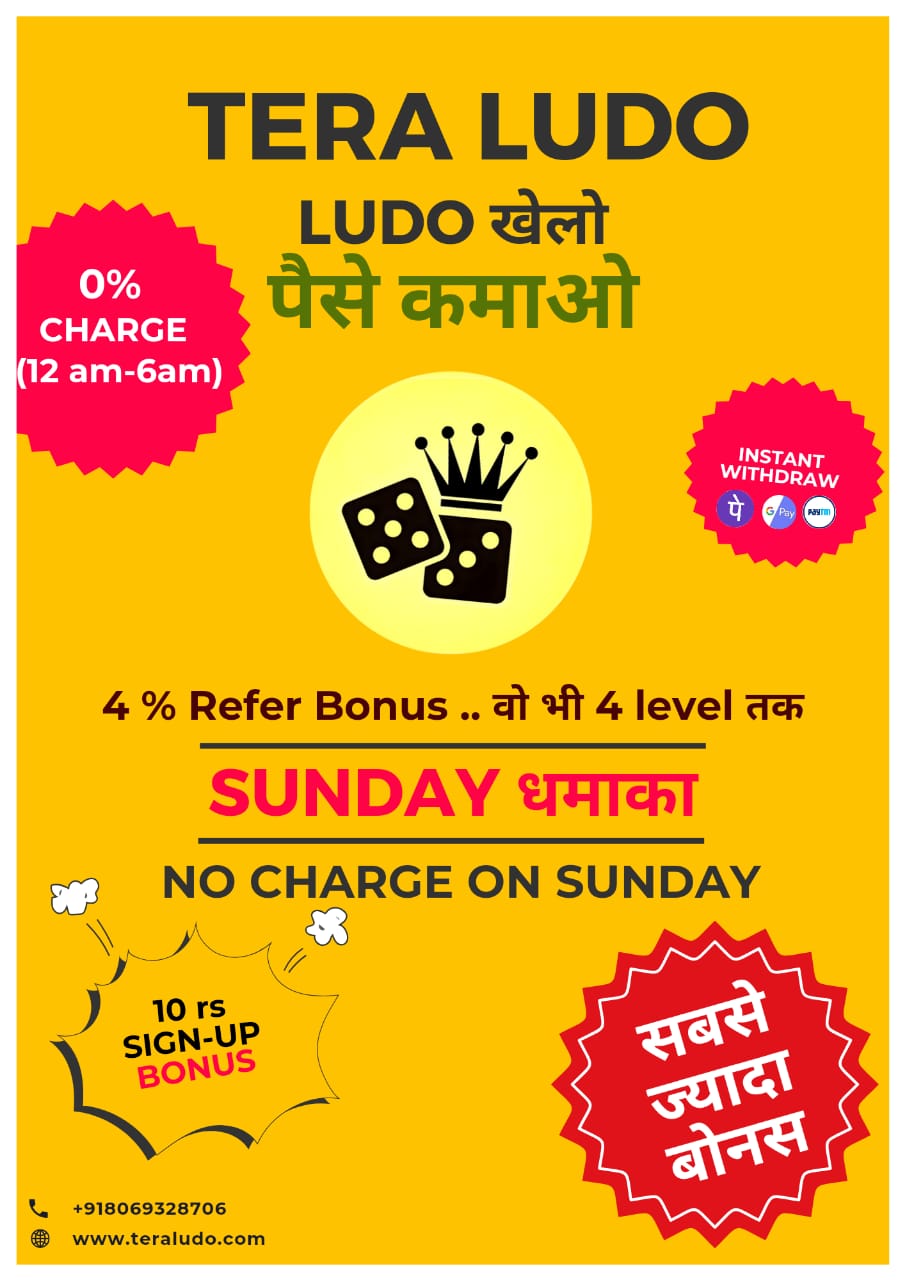 TERA LUDO
LUDO खेलो
पैसे कमाओ
0%
CHARGE
(12 am-6am)
INSTANT
WITHDRAW
पे G Pay Paytm
4 % Refer Bonus .. वो भी 4 level तक
SUNDAY धमाका
NO CHARGE ON SUNDAY
10 rs
SIGN-UP
BONUS
सबसे
ज्यादा
बोनस
+918069328706
www.teraludo.com